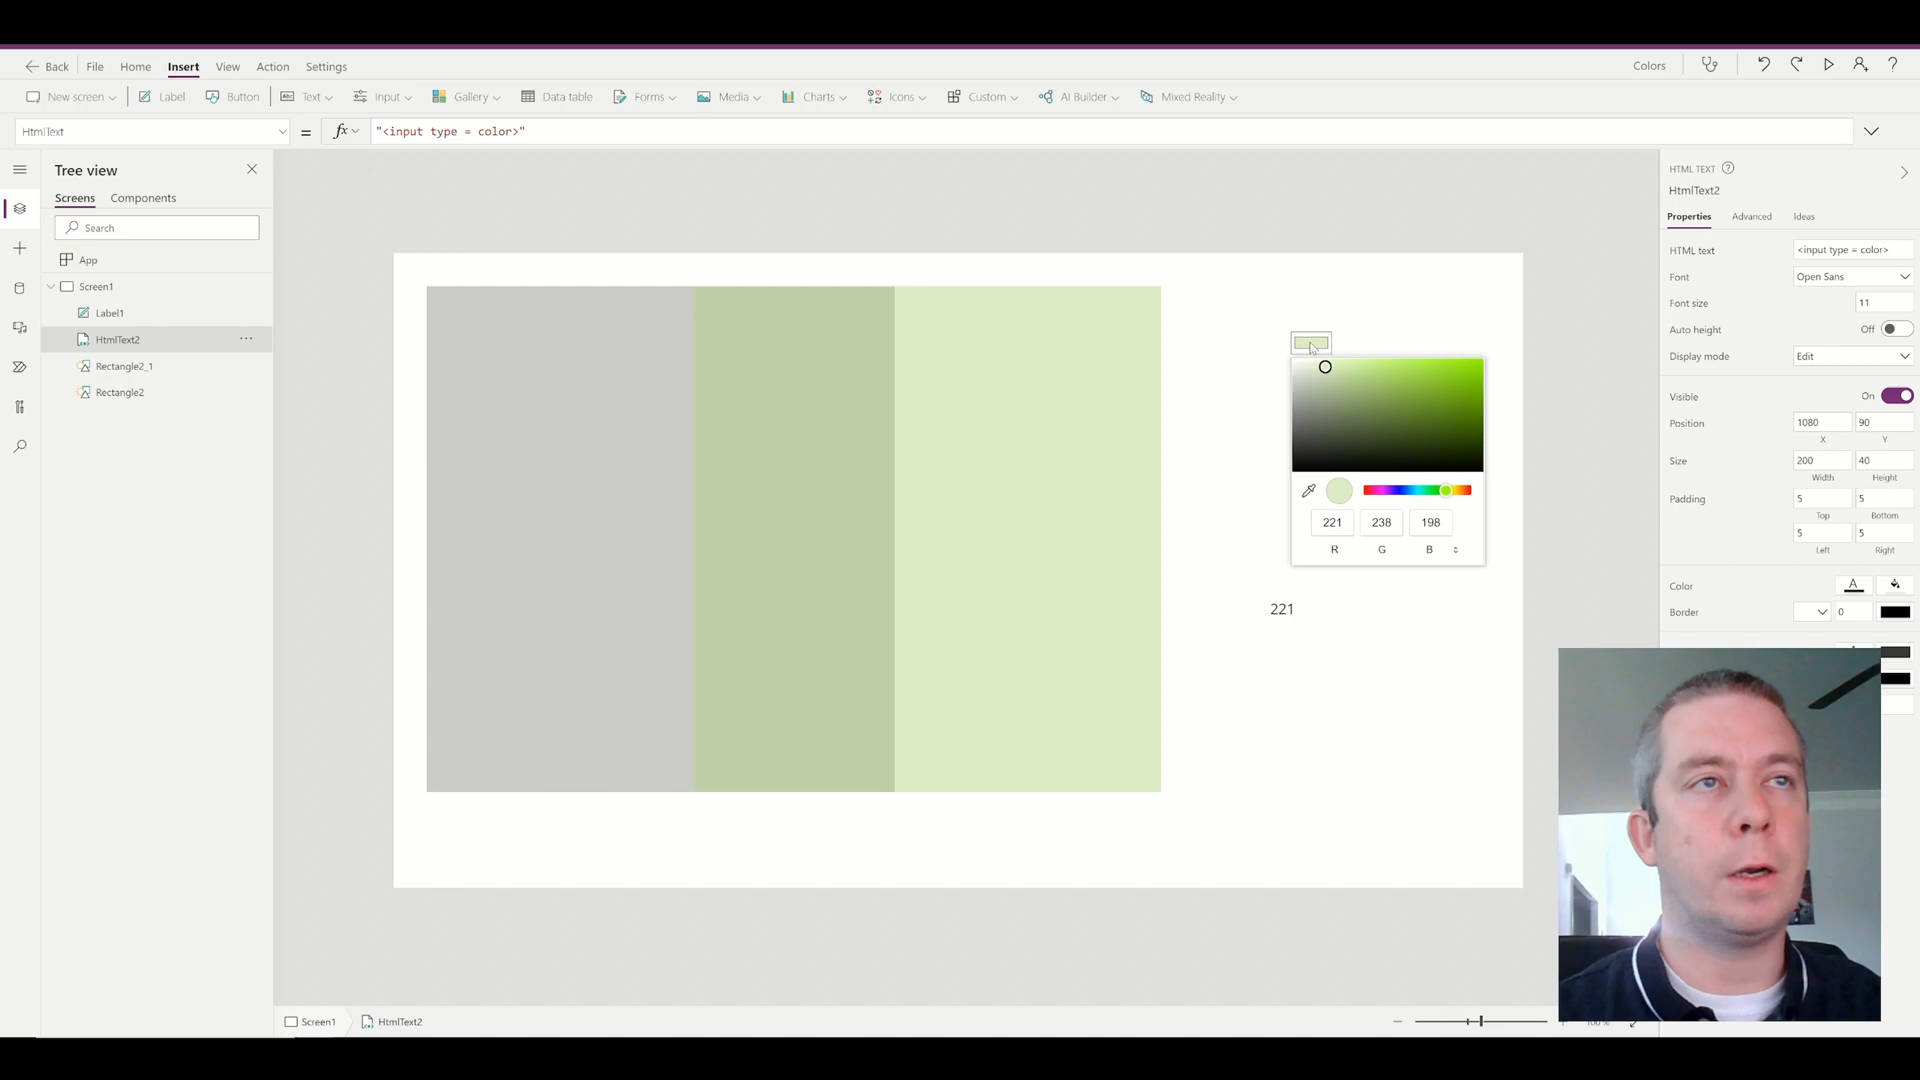 Back File Home Insert View Action Settings Colors
New screen Label Button Text Input Gallery Data table Forms Media Charts Icons Custom AI Builder Mixed Reality
HtmlText = fx "<input type = color>"
Tree view
Screens Components
Search
App
Screen1
Label1
HtmlText2
Rectangle2_1
Rectangle2
221 238 198
R G B
221
HTML TEXT
HtmlText2
Properties Advanced Ideas
HTML text <input type = color>
Font Open Sans
Font size 11
Auto height Off
Display mode Edit
Visible On
Position 1080 90
X Y
Size 200 40
Width Height
Padding 5 5
Top Bottom
5 5
Left Right
Color A
Border 0
Screen1 HtmlText2